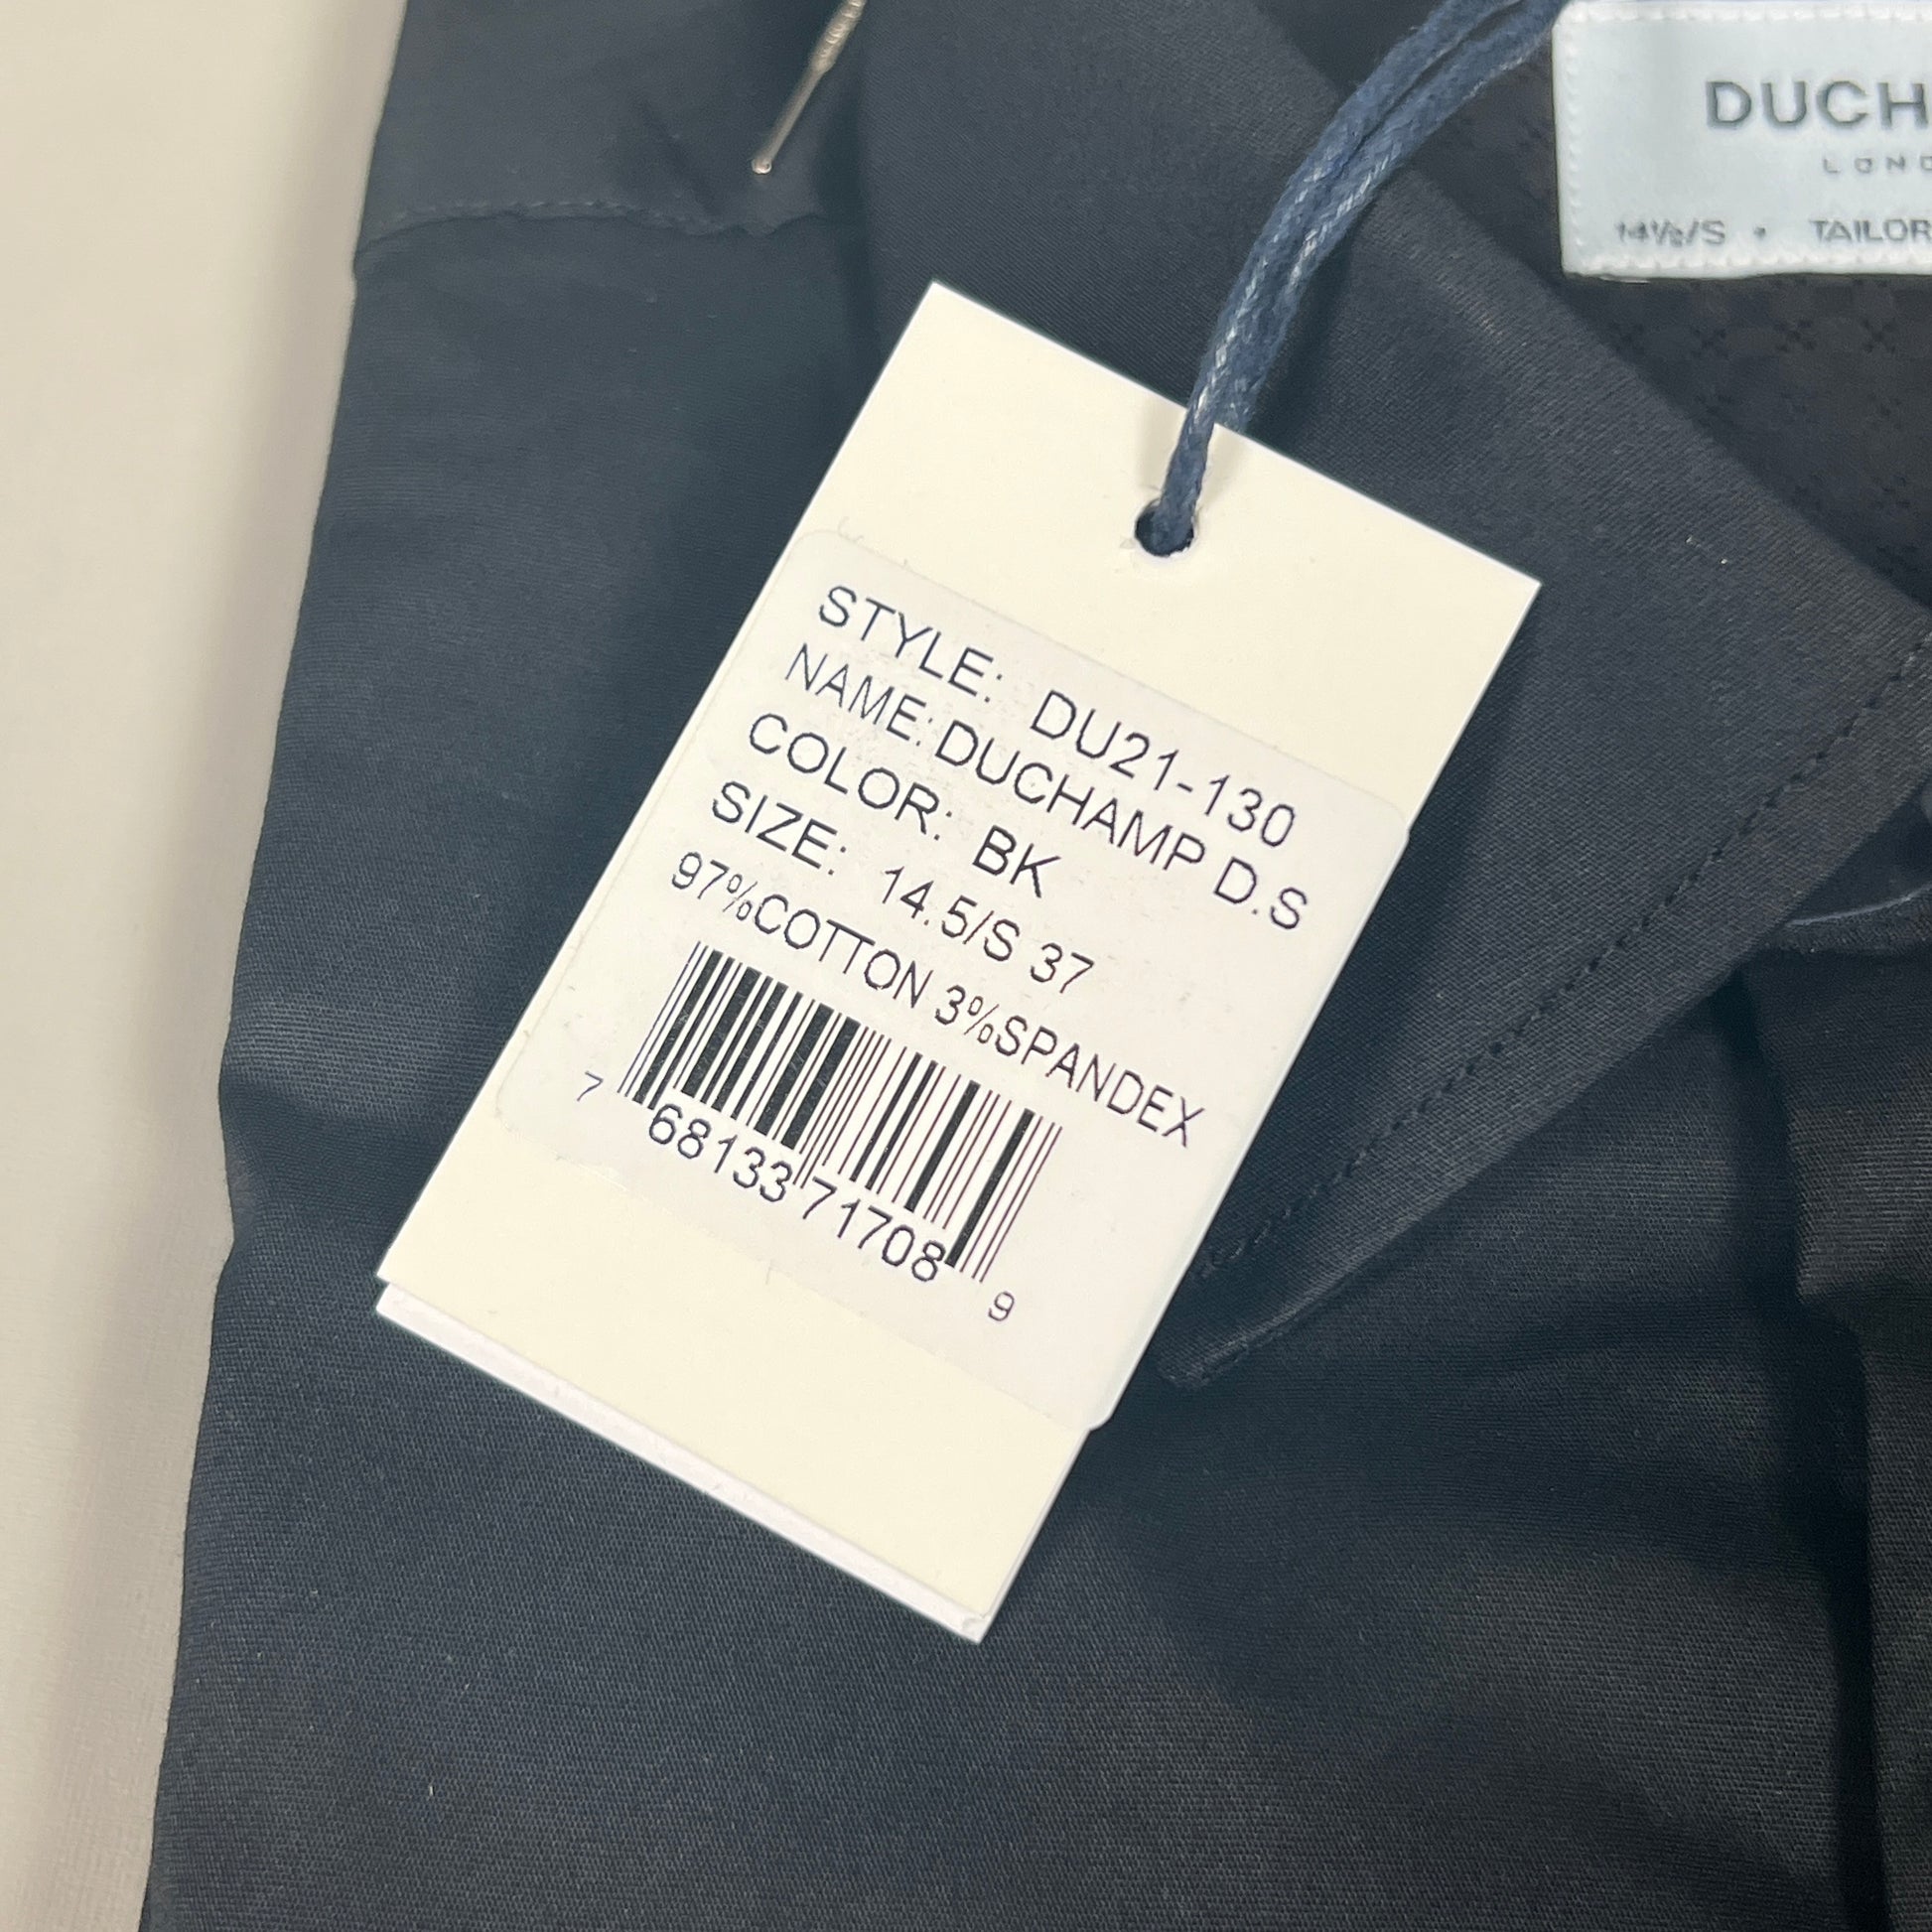 DUCH
LOND
14½/S • TAILOR
STYLE: DU21-130
NAME: DUCHAMP D.S
COLOR: BK
SIZE: 14.5/S 37
97%COTTON 3%SPANDEX
7 68133 71708 9